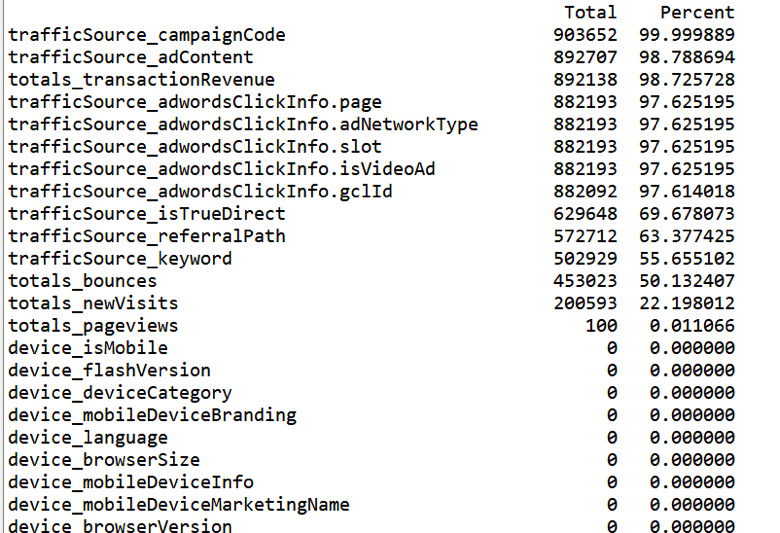 Total Percent
trafficSource_campaignCode 903652 99.999889
trafficSource_adContent 892707 98.788694
totals_transactionRevenue 892138 98.725728
trafficSource_adwordsClickInfo.page 882193 97.625195
trafficSource_adwordsClickInfo.adNetworkType 882193 97.625195
trafficSource_adwordsClickInfo.slot 882193 97.625195
trafficSource_adwordsClickInfo.isVideoAd 882193 97.625195
trafficSource_adwordsClickInfo.gclId 882092 97.614018
trafficSource_isTrueDirect 629648 69.678073
trafficSource_referralPath 572712 63.377425
trafficSource_keyword 502929 55.655102
totals_bounces 453023 50.132407
totals_newVisits 200593 22.198012
totals_pageviews 100 0.011066
device_isMobile 0 0.000000
device_flashVersion 0 0.000000
device_deviceCategory 0 0.000000
device_mobileDeviceBranding 0 0.000000
device_language 0 0.000000
device_browserSize 0 0.000000
device_mobileDeviceInfo 0 0.000000
device_mobileDeviceMarketingName 0 0.000000
device_browserVersion 0 0.000000